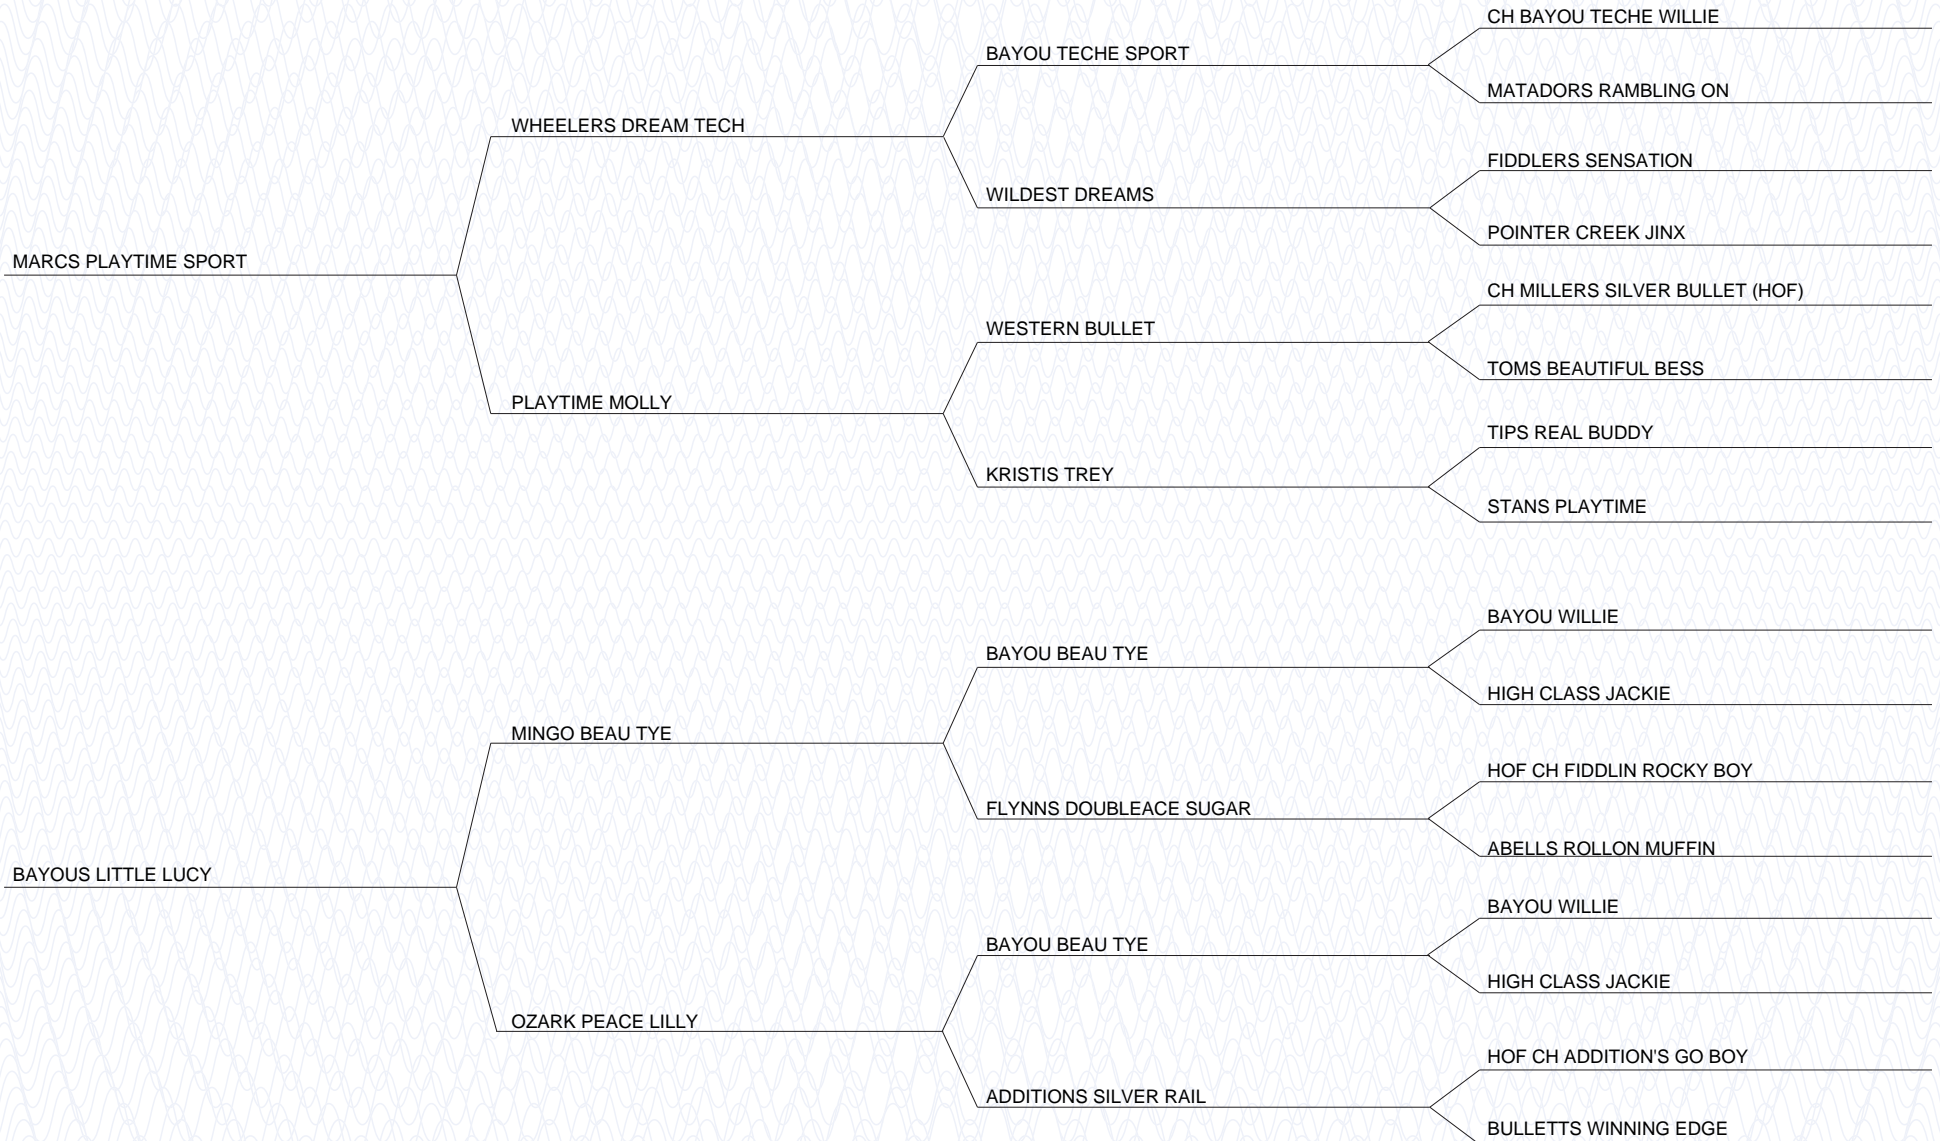 CH BAYOU TECHE WILLIE
BAYOU TECHE SPORT
MATADORS RAMBLING ON
WHEELERS DREAM TECH
FIDDLERS SENSATION
WILDEST DREAMS
POINTER CREEK JINX
MARCS PLAYTIME SPORT
CH MILLERS SILVER BULLET (HOF)
WESTERN BULLET
TOMS BEAUTIFUL BESS
PLAYTIME MOLLY
TIPS REAL BUDDY
KRISTIS TREY
STANS PLAYTIME
BAYOU WILLIE
BAYOU BEAU TYE
HIGH CLASS JACKIE
MINGO BEAU TYE
HOF CH FIDDLIN ROCKY BOY
FLYNNS DOUBLEACE SUGAR
ABELLS ROLLON MUFFIN
BAYOUS LITTLE LUCY
BAYOU WILLIE
BAYOU BEAU TYE
HIGH CLASS JACKIE
OZARK PEACE LILLY
HOF CH ADDITION'S GO BOY
ADDITIONS SILVER RAIL
BULLETTS WINNING EDGE